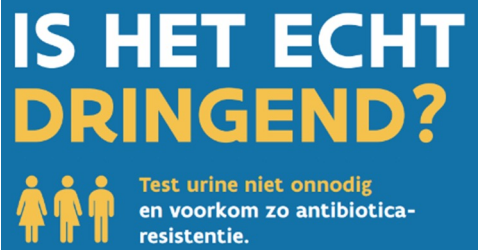 IS HET ECHT
DRINGEND?
Test urine niet onnodig
en voorkom zo antibiotica-
resistentie.